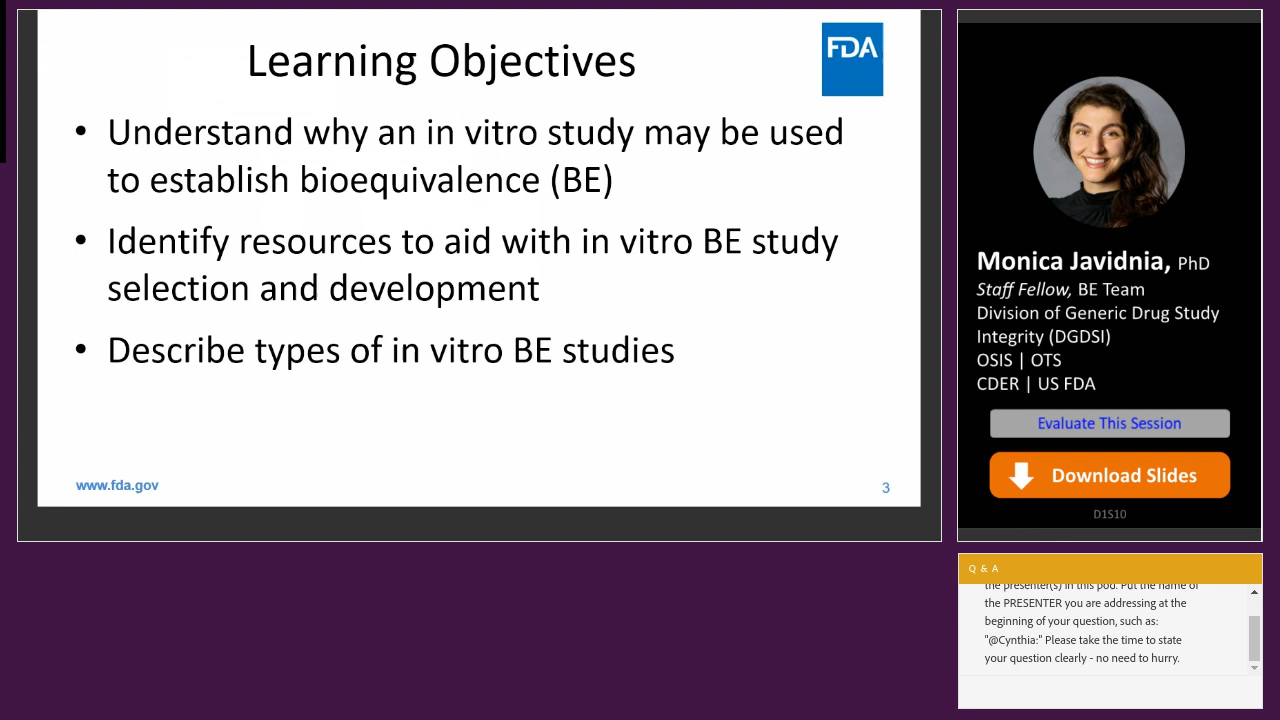 Learning Objectives
FDA
• Understand why an in vitro study may be used
to establish bioequivalence (BE)
• Identify resources to aid with in vitro BE study
selection and development
• Describe types of in vitro BE studies
www.fda.gov
3
Monica Javidnia, PhD
Staff Fellow, BE Team
Division of Generic Drug Study
Integrity (DGDSI)
OSIS | OTS
CDER | US FDA
Evaluate This Session
Download Slides
D1S10
Q & A
the presenter(s) in this pod. Put the name of
the PRESENTER you are addressing at the
beginning of your question, such as:
"@Cynthia:" Please take the time to state
your question clearly - no need to hurry.